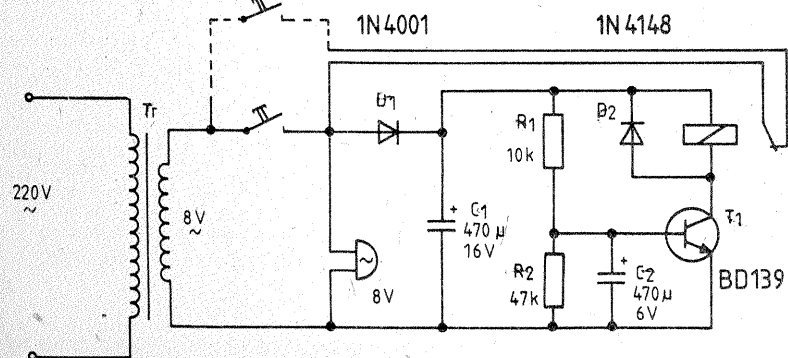 1N4001 1N4148
Tr
220V
~
8V
~
D1
C1
470 µ
16V
~
8V
R1
10k
R2
47k
D2
C2
470µ
6V
T1
BD139